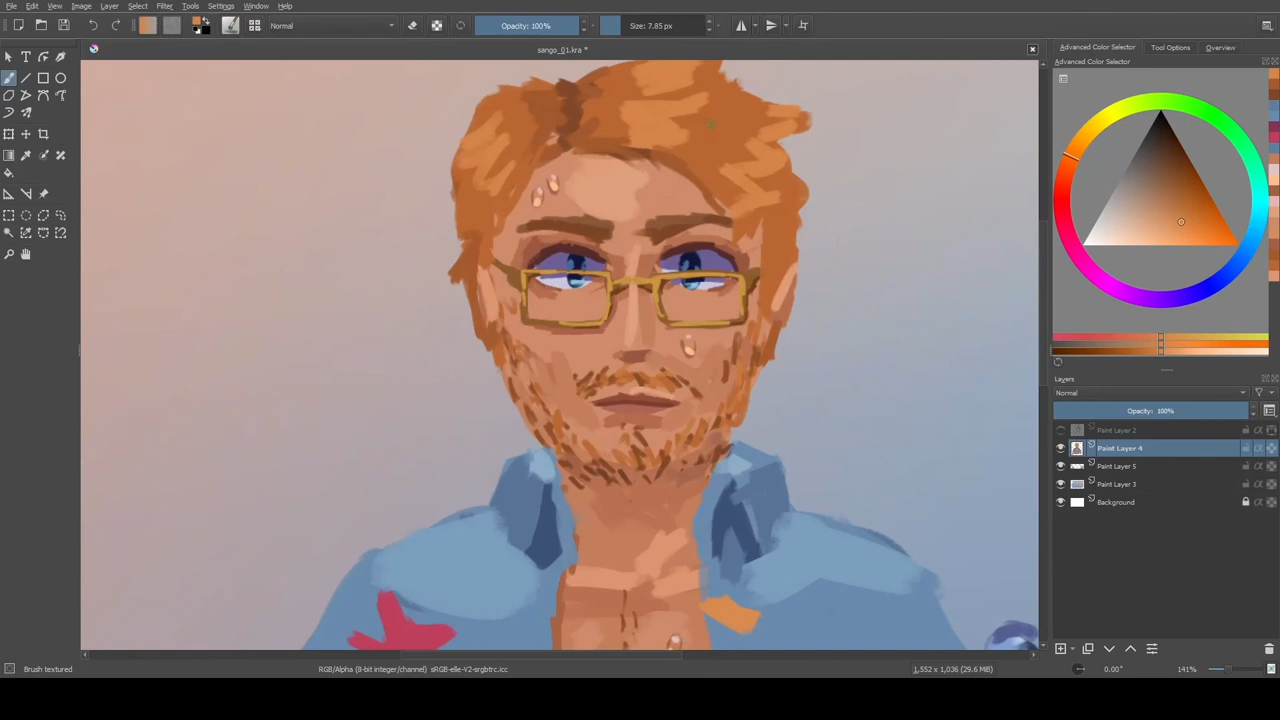 File Edit View Image Layer Select Filter Tools Settings Window Help
Normal Opacity: 100% Size: 7.85 px
sango_01.kra *
Advanced Color Selector Tool Options Overview
Advanced Color Selector
Layers
Normal
Opacity: 100%
Paint Layer 2
Paint Layer 4
Paint Layer 5
Paint Layer 3
Background
Brush textured RGB/Alpha (8-bit integer/channel) sRGB-elle-V2-srgbtrc.icc 1,552 x 1,036 (29.6 MiB) 0.00° 141%